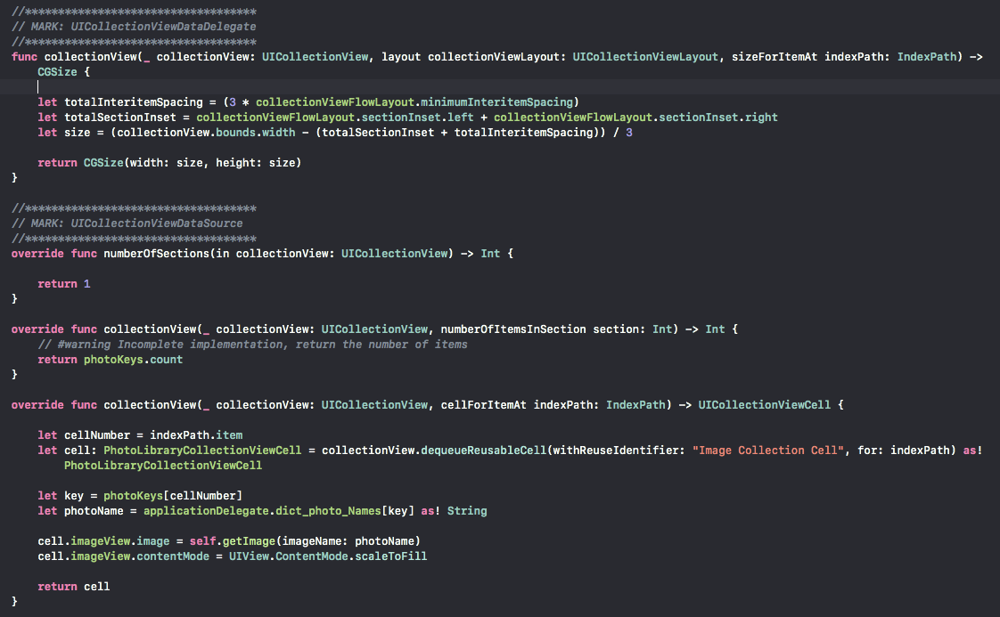 //***********************************
// MARK: UICollectionViewDataDelegate
//***********************************
func collectionView(_ collectionView: UICollectionView, layout collectionViewLayout: UICollectionViewLayout, sizeForItemAt indexPath: IndexPath) ->
    CGSize {

    let totalInteritemSpacing = (3 * collectionViewFlowLayout.minimumInteritemSpacing)
    let totalSectionInset = collectionViewFlowLayout.sectionInset.left + collectionViewFlowLayout.sectionInset.right
    let size = (collectionView.bounds.width - (totalSectionInset + totalInteritemSpacing)) / 3

    return CGSize(width: size, height: size)
}

//***********************************
// MARK: UICollectionViewDataSource
//***********************************
override func numberOfSections(in collectionView: UICollectionView) -> Int {

    return 1
}

override func collectionView(_ collectionView: UICollectionView, numberOfItemsInSection section: Int) -> Int {
    // #warning Incomplete implementation, return the number of items
    return photoKeys.count
}

override func collectionView(_ collectionView: UICollectionView, cellForItemAt indexPath: IndexPath) -> UICollectionViewCell {

    let cellNumber = indexPath.item
    let cell: PhotoLibraryCollectionViewCell = collectionView.dequeueReusableCell(withReuseIdentifier: "Image Collection Cell", for: indexPath) as!
        PhotoLibraryCollectionViewCell

    let key = photoKeys[cellNumber]
    let photoName = applicationDelegate.dict_photo_Names[key] as! String

    cell.imageView.image = self.getImage(imageName: photoName)
    cell.imageView.contentMode = UIView.ContentMode.scaleToFill

    return cell
}